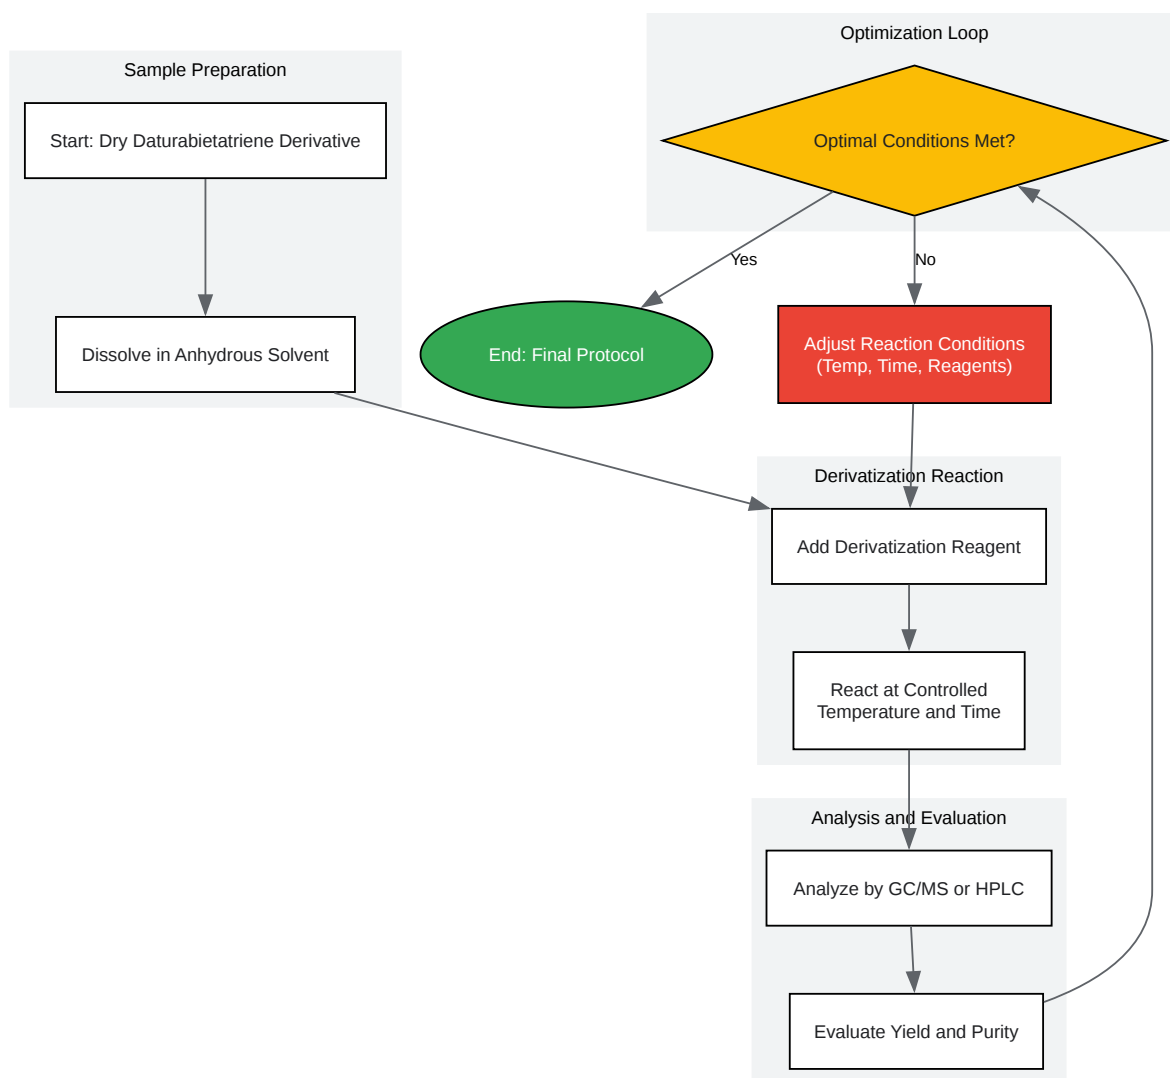 Optimization Loop
Sample Preparation
Start: Dry Daturabietatriene Derivative
Optimal Conditions Met?
Yes
No
Dissolve in Anhydrous Solvent
End: Final Protocol
Adjust Reaction Conditions
(Temp, Time, Reagents)
Derivatization Reaction
Add Derivatization Reagent
React at Controlled
Temperature and Time
Analysis and Evaluation
Analyze by GC/MS or HPLC
Evaluate Yield and Purity